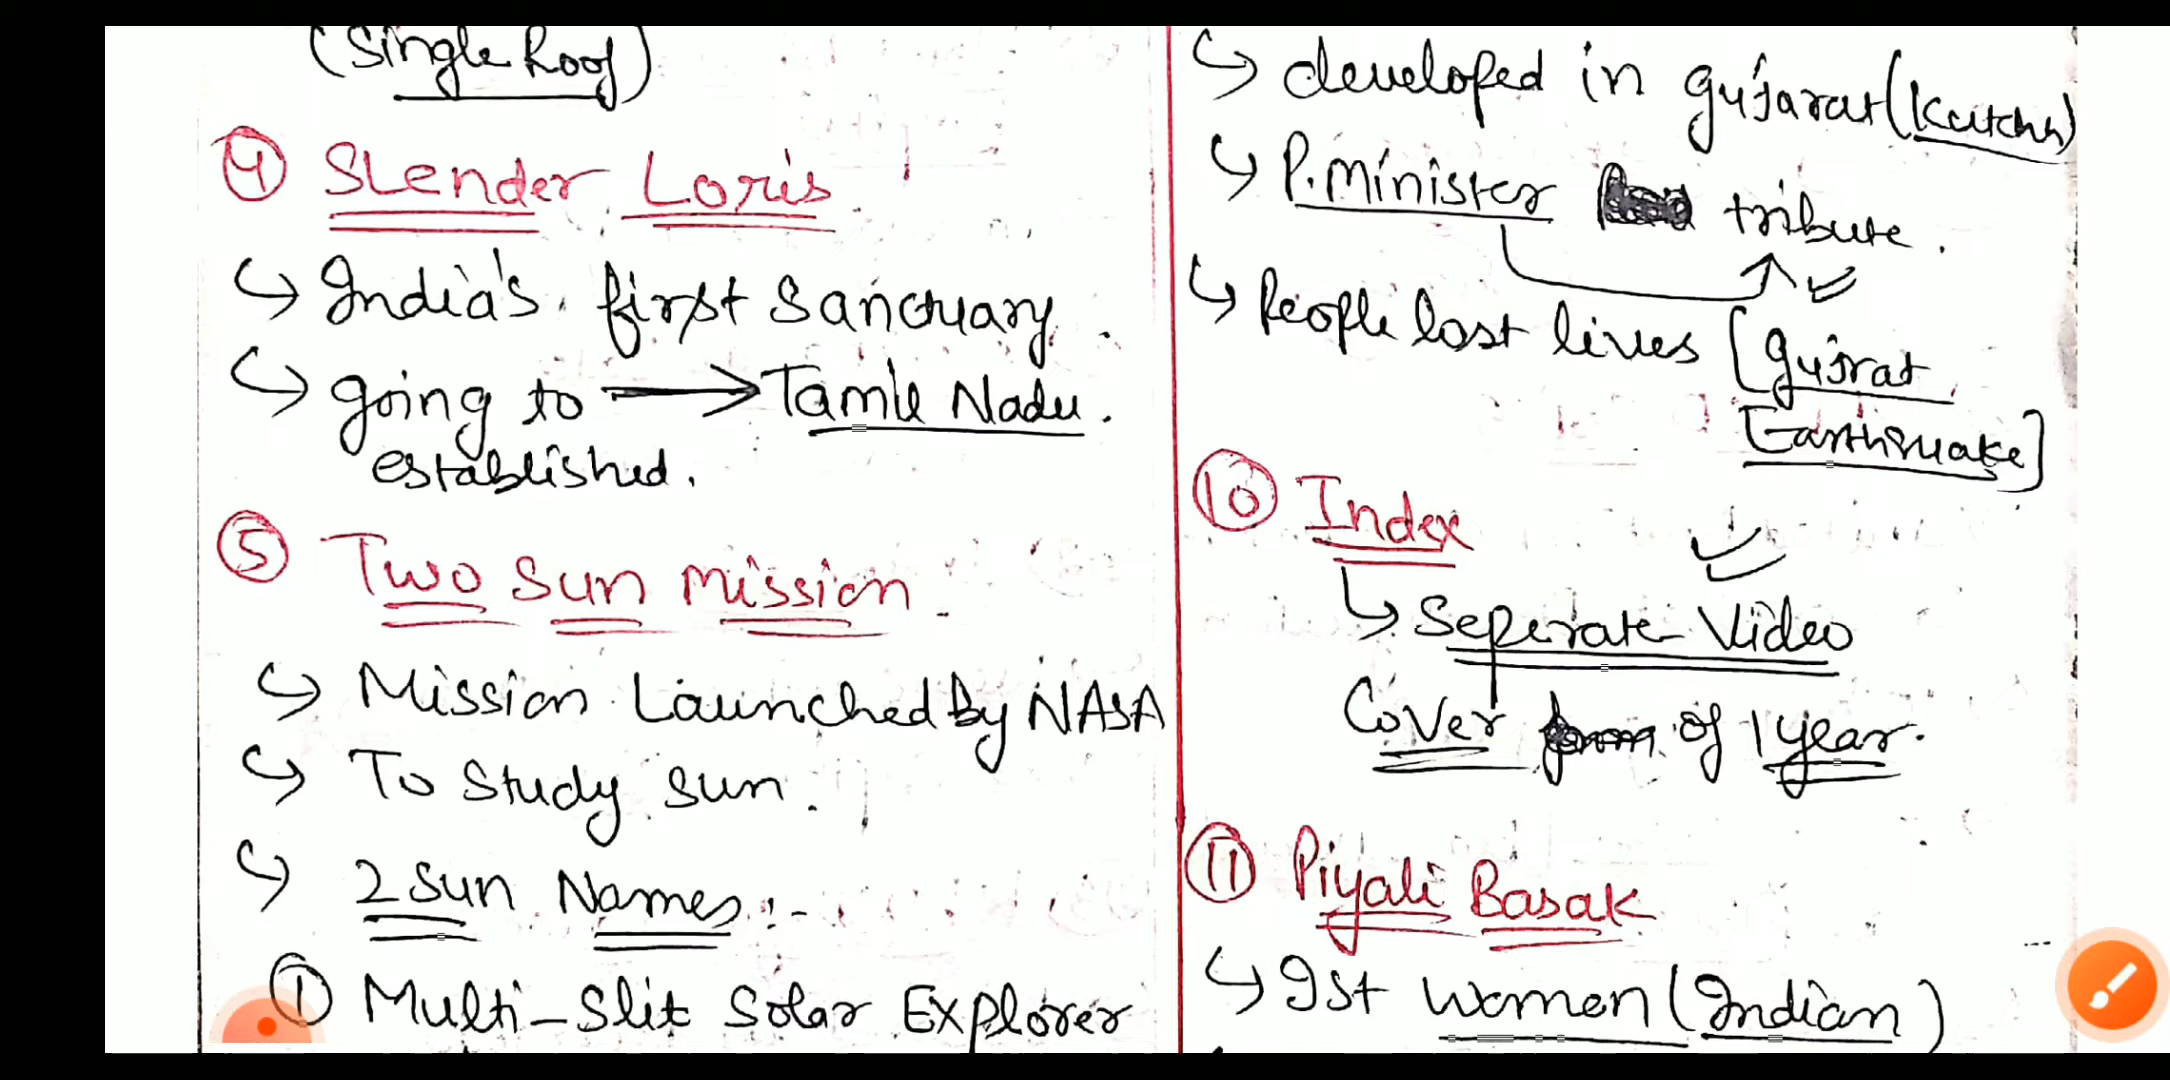 (Single Roof)
④ Slender Loris
↳ India's first Sanctuary.
↳ going to → Tamil Nadu.
established.
⑤ Two Sun Mission
↳ Mission Launched by NASA
↳ To Study Sun.
↳ 2 Sun Names :-
① Multi-Slit Solar Explorer
↳ developed in gujarat (Kutchh)
↳ P.Minister tribute.
↳ People lost lives [Gujrat
Earthquake]
⑩ Index
↳ Seperate Video
Cover of 1 year.
⑪ Piyali Basak
↳ Ist women (Indian)